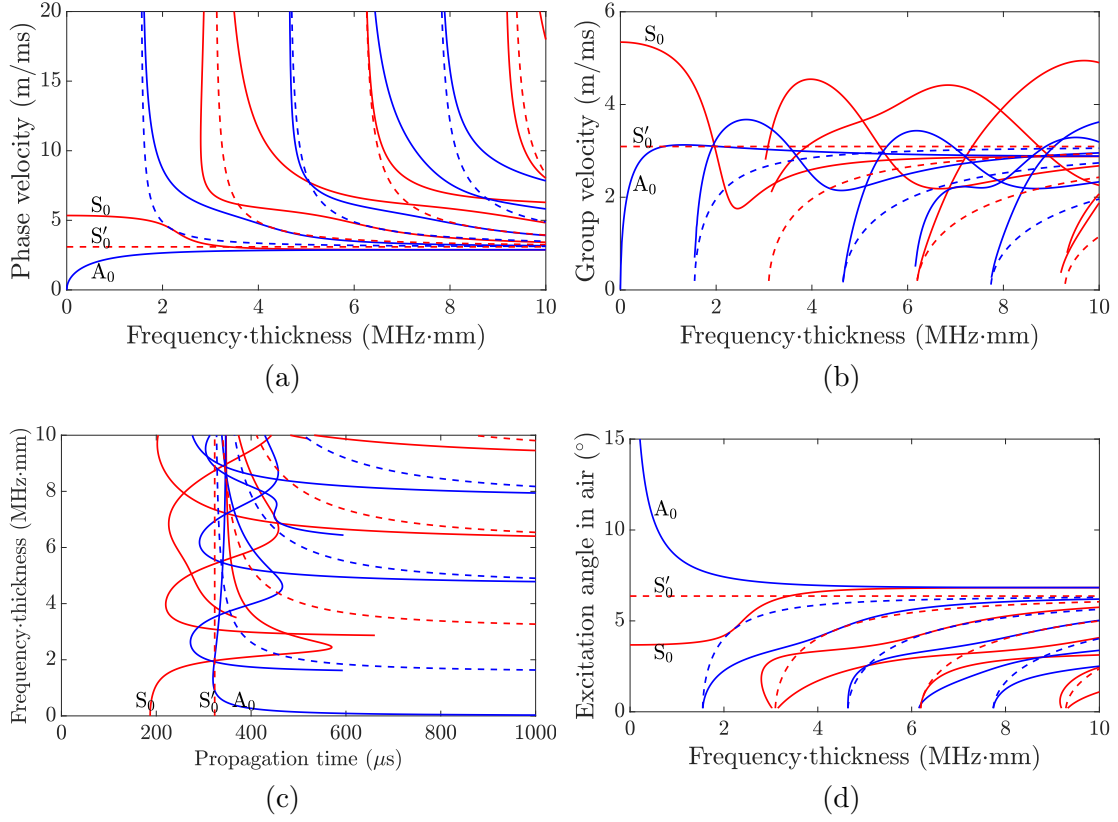 20
15
10
5
0
Phase velocity (m/ms)
S₀
S′₀
A₀
0 2 4 6 8 10
Frequency·thickness (MHz·mm)
(a)
6
4
2
0
Group velocity (m/ms)
S₀
S′₀
A₀
0 2 4 6 8 10
Frequency·thickness (MHz·mm)
(b)
10
8
6
4
2
0
Frequency·thickness (MHz·mm)
S₀ S′₀ A₀
0 200 400 600 800 1000
Propagation time (μs)
(c)
15
10
5
0
Excitation angle in air (°)
A₀
S′₀
S₀
0 2 4 6 8 10
Frequency·thickness (MHz·mm)
(d)